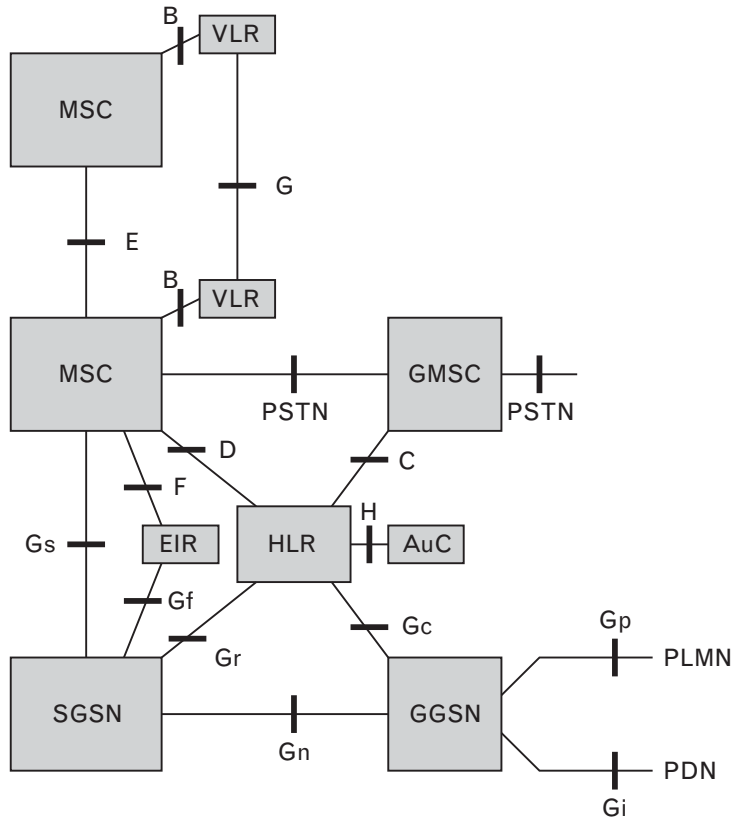 B
VLR
MSC
G
E
B
VLR
MSC
GMSC
PSTN
PSTN
D
C
F
H
Gs
EIR
HLR
AuC
Gf
Gp
Gc
Gr
PLMN
SGSN
GGSN
Gn
PDN
Gi